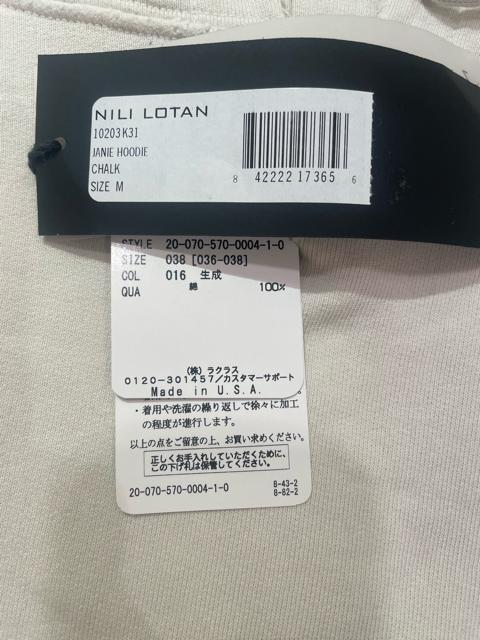 NILI LOTAN
10203K31
JANIE HOODIE
CHALK
SIZE M
8 42222 17365 6
STYLE 20-070-570-0004-1-0
SIZE 038 [036-038]
COL 016 生成
QUA 綿 100%
(株) ラクラス
0120-301457/カスタマーサポート
Made in U.S.A.
・着用や洗濯の繰り返しで徐々に加工
の程度が進行します。
以上の点をご留意の上、お買い求めください。
正しくお手入れしていただくために、
この下げ札は保管してください。
20-070-570-0004-1-0
8-43-2
8-82-2